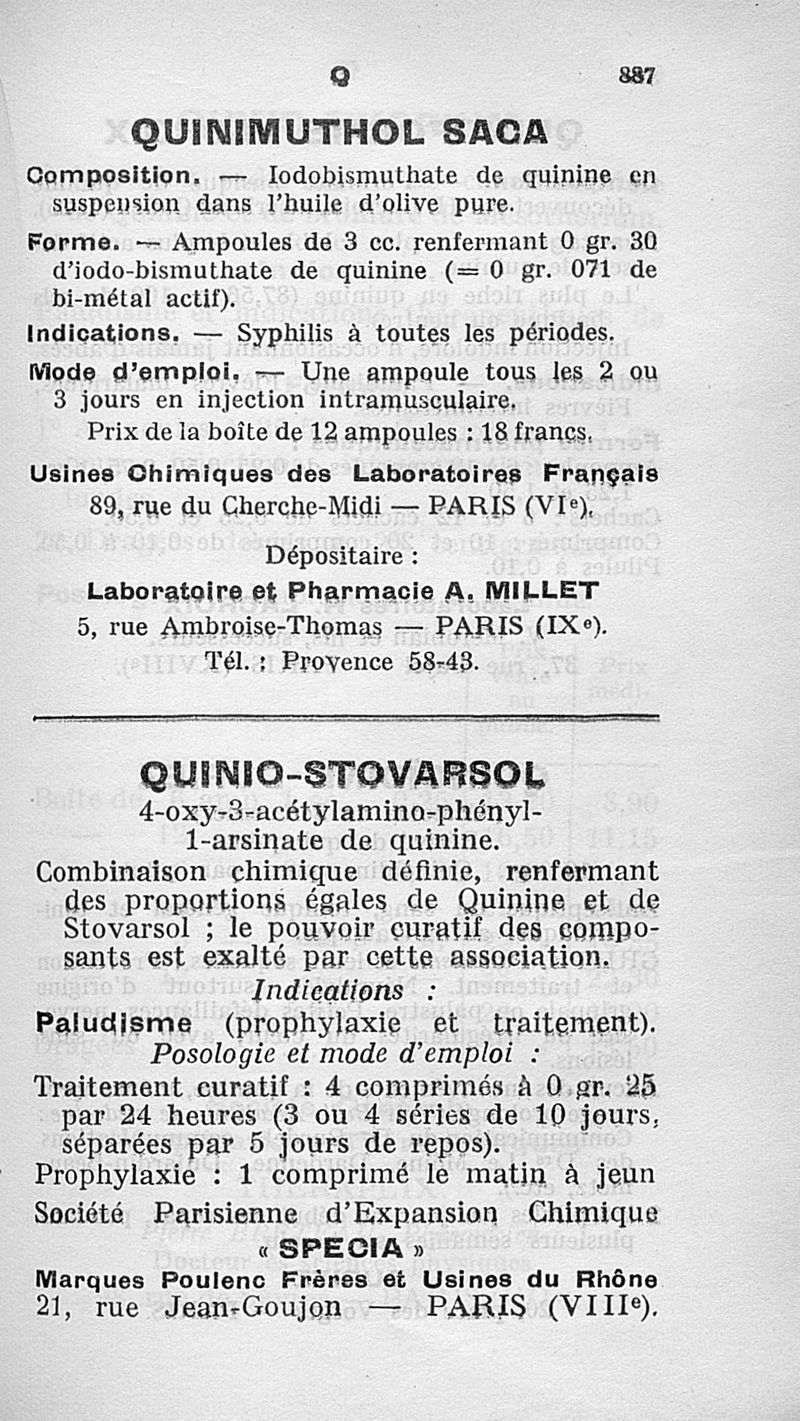 Q 887
QUINIMUTHOL SACA
Composition. — Iodobismuthate de quinine en
suspension dans l'huile d'olive pure.
Forme. — Ampoules de 3 cc. renfermant 0 gr. 30
d'iodo-bismuthate de quinine (= 0 gr. 071 de
bi-métal actif).
Indications. — Syphilis à toutes les périodes.
Mode d'emploi. — Une ampoule tous les 2 ou
3 jours en injection intramusculaire.
Prix de la boîte de 12 ampoules : 18 francs.
Usines Chimiques des Laboratoires Français
89, rue du Cherche-Midi — PARIS (VIe).
Dépositaire :
Laboratoire et Pharmacie A. MILLET
5, rue Ambroise-Thomas — PARIS (IXe).
Tél. : Provence 58-43.
QUINIO-STOVARSOL
4-oxy-3-acétylamino-phényl-
1-arsinate de quinine.
Combinaison chimique définie, renfermant
des proportions égales de Quinine et de
Stovarsol ; le pouvoir curatif des compo-
sants est exalté par cette association.
Indications :
Paludisme (prophylaxie et traitement).
Posologie et mode d'emploi :
Traitement curatif : 4 comprimés à 0 gr. 25
par 24 heures (3 ou 4 séries de 10 jours,
séparées par 5 jours de repos).
Prophylaxie : 1 comprimé le matin à jeun
Société Parisienne d'Expansion Chimique
« SPECIA »
Marques Poulenc Frères et Usines du Rhône
21, rue Jean-Goujon — PARIS (VIIIe).